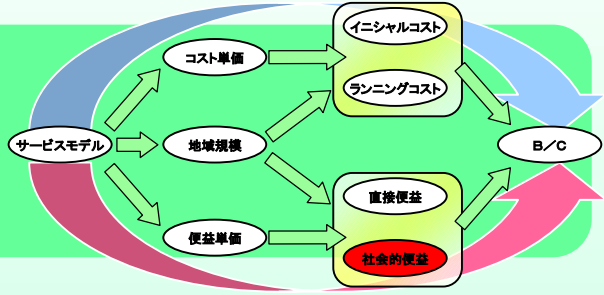 イニシャルコスト
コスト単価
ランニングコスト
サービスモデル
地域規模
B/C
直接便益
便益単価
社会的便益